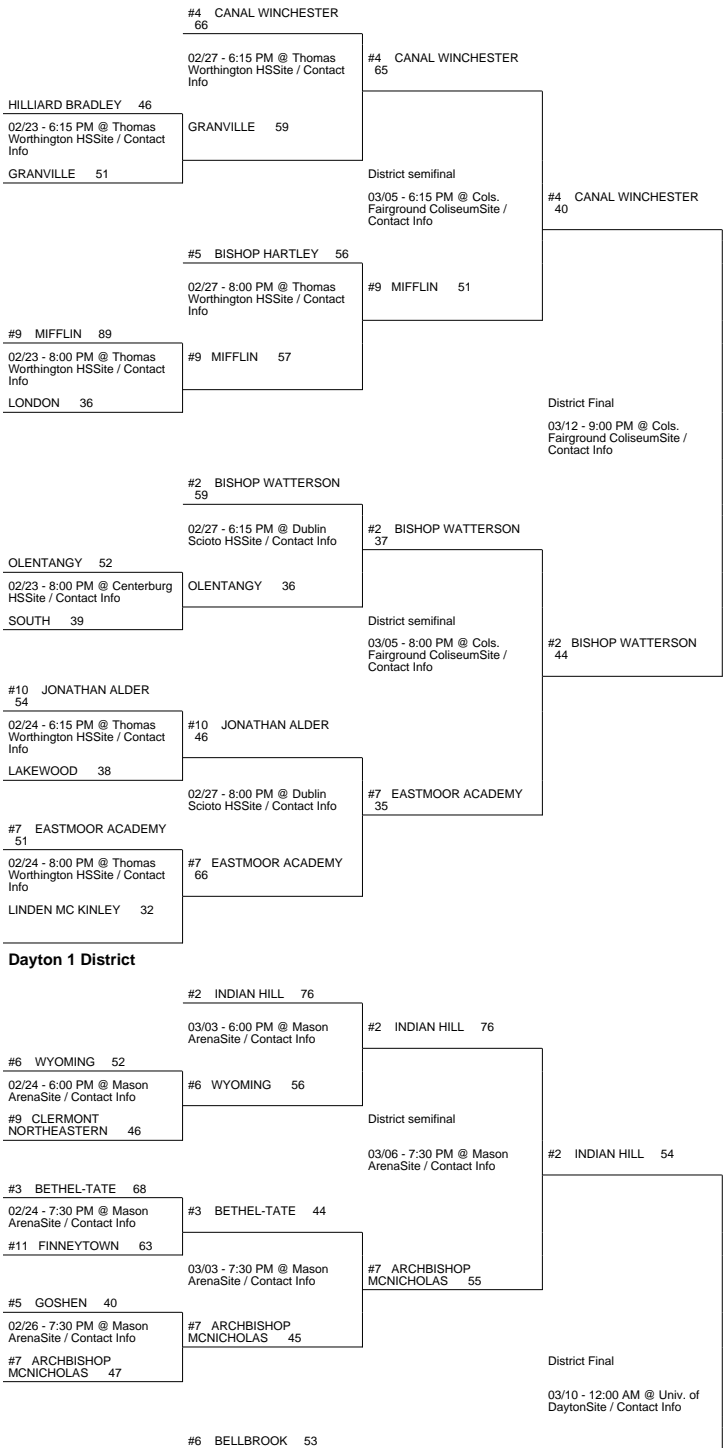 #4 CANAL WINCHESTER
66
02/27 - 6:15 PM @ Thomas
Worthington HSSite / Contact
Info
#4 CANAL WINCHESTER
65
HILLIARD BRADLEY 46
02/23 - 6:15 PM @ Thomas
Worthington HSSite / Contact
Info
GRANVILLE 51
GRANVILLE 59
District semifinal
03/05 - 6:15 PM @ Cols.
Fairground ColiseumSite /
Contact Info
#4 CANAL WINCHESTER
40
#5 BISHOP HARTLEY 56
02/27 - 8:00 PM @ Thomas
Worthington HSSite / Contact
Info
#9 MIFFLIN 51
#9 MIFFLIN 89
02/23 - 8:00 PM @ Thomas
Worthington HSSite / Contact
Info
LONDON 36
#9 MIFFLIN 57
District Final
03/12 - 9:00 PM @ Cols.
Fairground ColiseumSite /
Contact Info
#2 BISHOP WATTERSON
59
02/27 - 6:15 PM @ Dublin
Scioto HSSite / Contact Info
#2 BISHOP WATTERSON
37
OLENTANGY 52
02/23 - 8:00 PM @ Centerburg
HSSite / Contact Info
SOUTH 39
OLENTANGY 36
District semifinal
03/05 - 8:00 PM @ Cols.
Fairground ColiseumSite /
Contact Info
#2 BISHOP WATTERSON
44
#10 JONATHAN ALDER
54
02/24 - 6:15 PM @ Thomas
Worthington HSSite / Contact
Info
LAKEWOOD 38
#10 JONATHAN ALDER
46
02/27 - 8:00 PM @ Dublin
Scioto HSSite / Contact Info
#7 EASTMOOR ACADEMY
35
#7 EASTMOOR ACADEMY
51
02/24 - 8:00 PM @ Thomas
Worthington HSSite / Contact
Info
LINDEN MC KINLEY 32
#7 EASTMOOR ACADEMY
66
Dayton 1 District
#2 INDIAN HILL 76
03/03 - 6:00 PM @ Mason
ArenaSite / Contact Info
#2 INDIAN HILL 76
#6 WYOMING 52
02/24 - 6:00 PM @ Mason
ArenaSite / Contact Info
#9 CLERMONT
NORTHEASTERN 46
#6 WYOMING 56
District semifinal
03/06 - 7:30 PM @ Mason
ArenaSite / Contact Info
#2 INDIAN HILL 54
#3 BETHEL-TATE 68
02/24 - 7:30 PM @ Mason
ArenaSite / Contact Info
#11 FINNEYTOWN 63
#3 BETHEL-TATE 44
03/03 - 7:30 PM @ Mason
ArenaSite / Contact Info
#7 ARCHBISHOP
MCNICHOLAS 55
#5 GOSHEN 40
02/26 - 7:30 PM @ Mason
ArenaSite / Contact Info
#7 ARCHBISHOP
MCNICHOLAS 47
#7 ARCHBISHOP
MCNICHOLAS 45
District Final
03/10 - 12:00 AM @ Univ. of
DaytonSite / Contact Info
#6 BELLBROOK 53